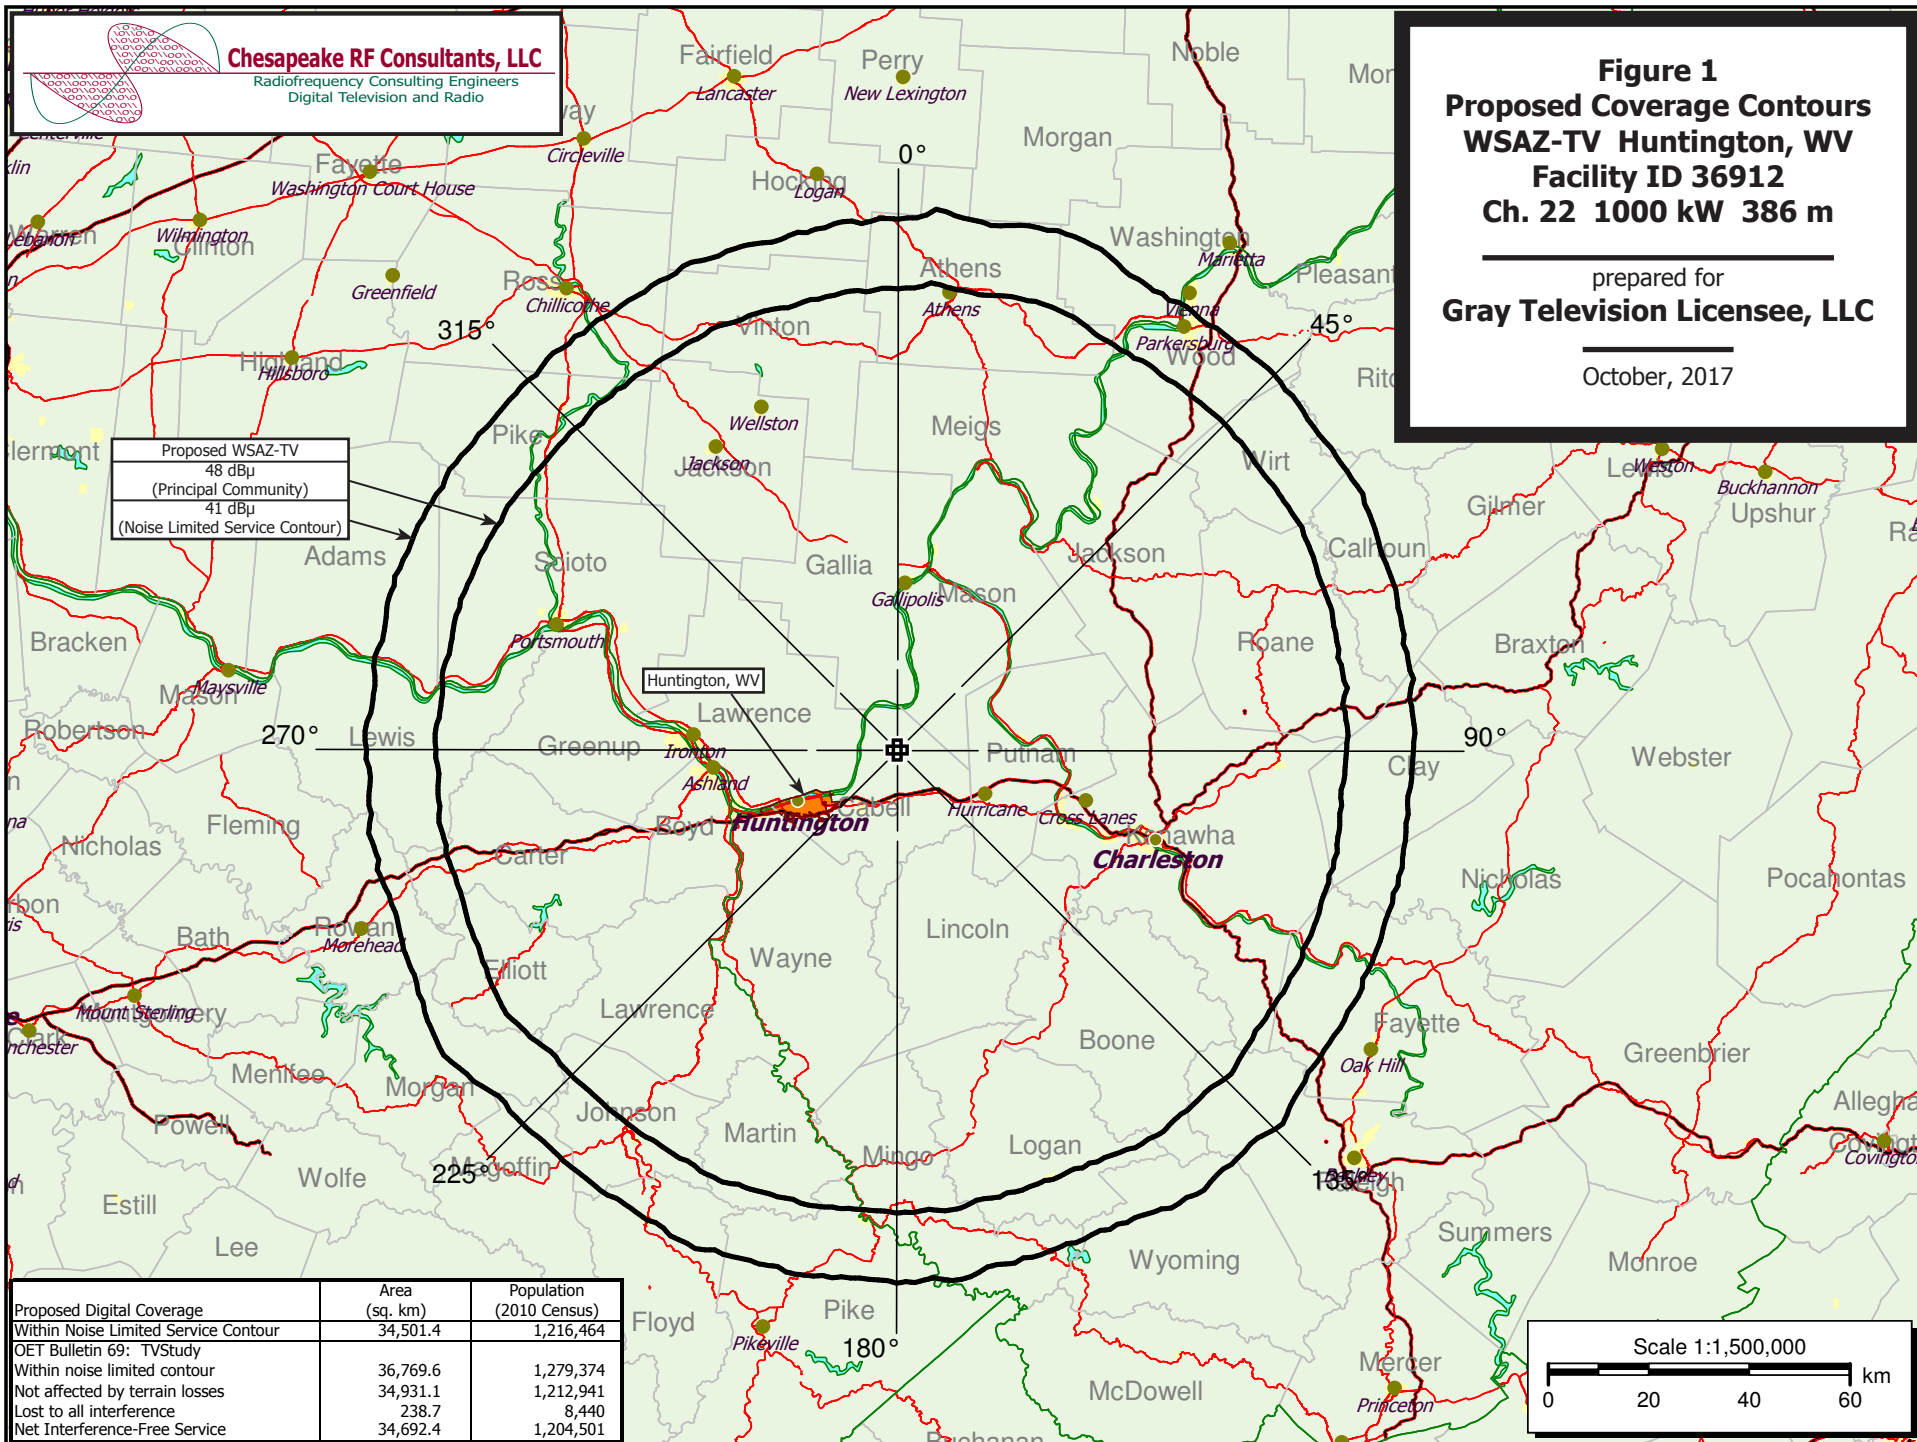 Chesapeake RF Consultants, LLC
Radiofrequency Consulting Engineers
Digital Television and Radio
Figure 1
Proposed Coverage Contours
WSAZ-TV Huntington, WV
Facility ID 36912
Ch. 22 1000 kW 386 m
prepared for
Gray Television Licensee, LLC
October, 2017
Fairfield
Lancaster
Perry
New Lexington
Noble
Morgan
Circleville
Fayette
Washington Court House
Hocking
Logan
0°
Warren
Wilmington
Clinton
Washington
Marietta
Greenfield
Ross
Chillicothe
Athens
Athens
Vienna
Parkersburg
Wood
315°
Vinton
45°
Highland
Hillsboro
Wellston
Meigs
Pike
Jackson
Jackson
Wirt
Weston
Buckhannon
Upshur
Gilmer
Proposed WSAZ-TV
48 dBµ
(Principal Community)
41 dBµ
(Noise Limited Service Contour)
Adams
Scioto
Gallia
Jackson
Calhoun
Gallipolis
Mason
Bracken
Portsmouth
Roane
Braxton
Maysville
Mason
Huntington, WV
Robertson
Lawrence
270°
Lewis
Greenup
Ironton
Putnam
90°
Clay
Webster
Ashland
Huntington
Cabell
Hurricane
Cross Lanes
Fleming
Boyd
Kanawha
Nicholas
Carter
Charleston
Nicholas
Pocahontas
Bath
Rowan
Morehead
Lincoln
Elliott
Wayne
Mount Sterling
Montgomery
Clark
Lawrence
Fayette
Boone
Oak Hill
Greenbrier
Menifee
Morgan
Johnson
Powell
Martin
Logan
Mingo
Wolfe
225°
Magoffin
135°
Beckley
Raleigh
Covington
Estill
Summers
Lee
Wyoming
Monroe
Floyd
Pike
Pikeville
180°
McDowell
Mercer
Princeton
Buchanan
Proposed Digital Coverage Area (sq. km) Population (2010 Census)
Within Noise Limited Service Contour 34,501.4 1,216,464
OET Bulletin 69: TVStudy
Within noise limited contour 36,769.6 1,279,374
Not affected by terrain losses 34,931.1 1,212,941
Lost to all interference 238.7 8,440
Net Interference-Free Service 34,692.4 1,204,501
Scale 1:1,500,000
km
0 20 40 60